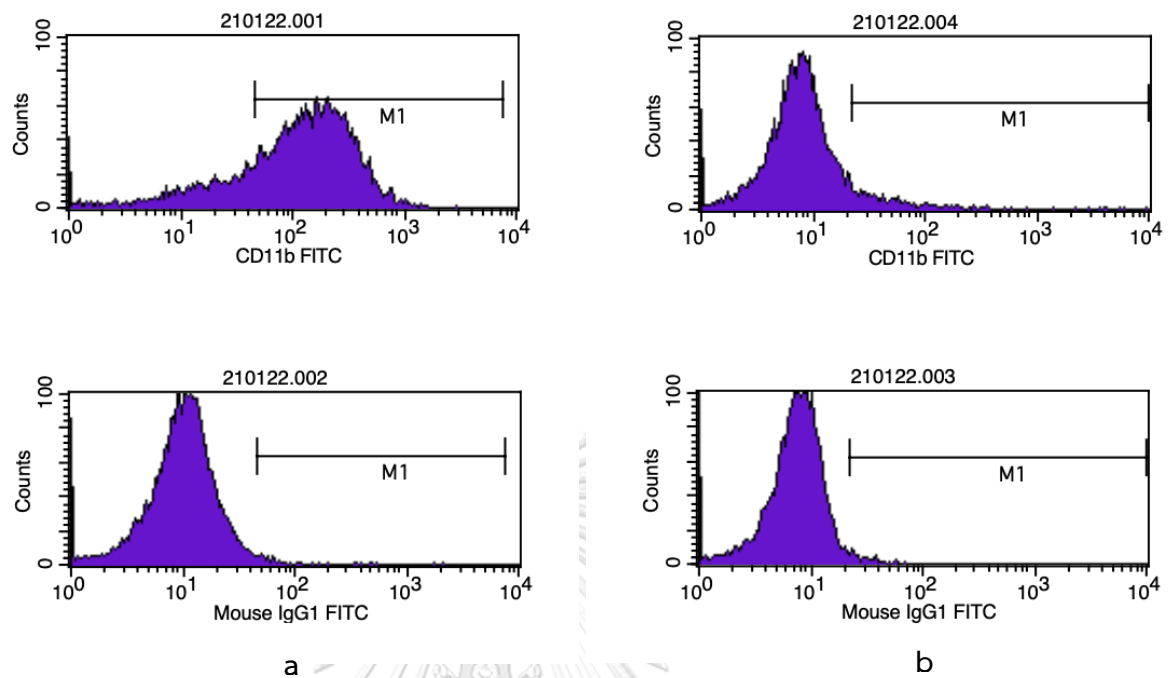 210122.001
100
Counts
0
M1
10^0 10^1 10^2 10^3 10^4
CD11b FITC
210122.004
100
Counts
0
M1
10^0 10^1 10^2 10^3 10^4
CD11b FITC
210122.002
100
Counts
0
M1
10^0 10^1 10^2 10^3 10^4
Mouse IgG1 FITC
210122.003
100
Counts
0
M1
10^0 10^1 10^2 10^3 10^4
Mouse IgG1 FITC
a
b